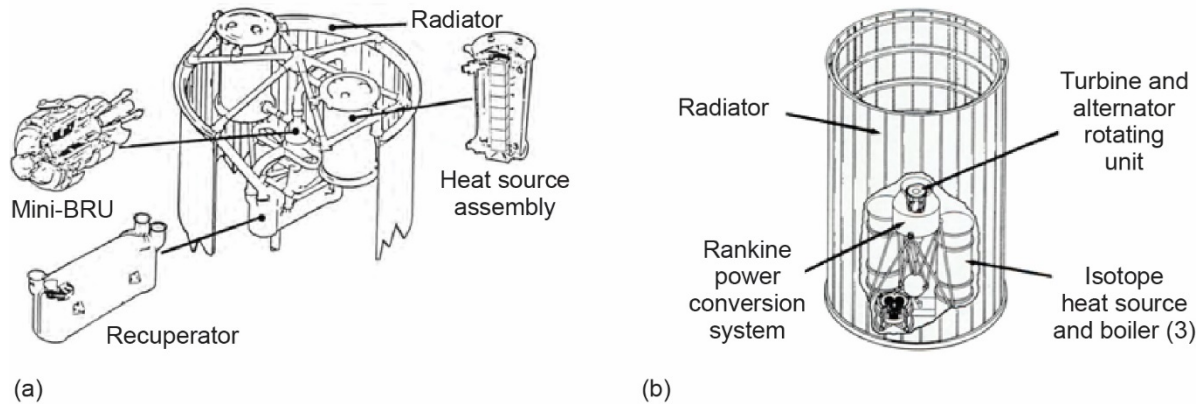 Radiator
Mini-BRU
Heat source
assembly
Recuperator
(a)
Radiator
Turbine and
alternator
rotating
unit
Rankine
power
conversion
system
Isotope
heat source
and boiler (3)
(b)